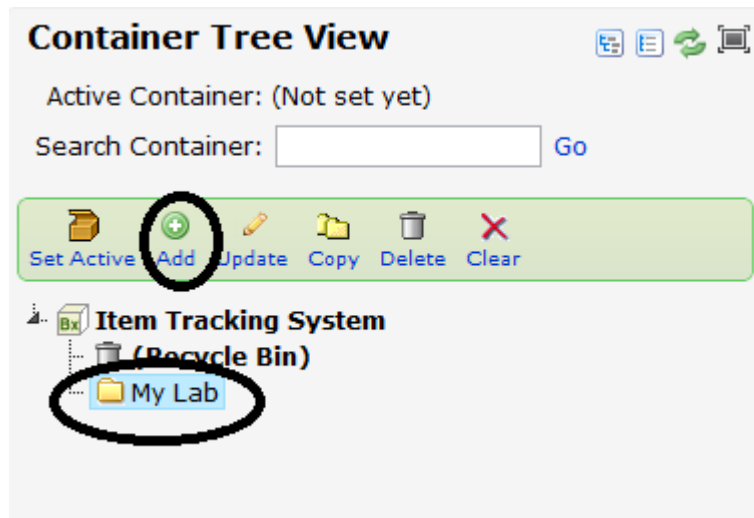 Container Tree View
Active Container: (Not set yet)
Search Container: Go
Set Active Add Update Copy Delete Clear
Bx Item Tracking System
(Recycle Bin)
My Lab